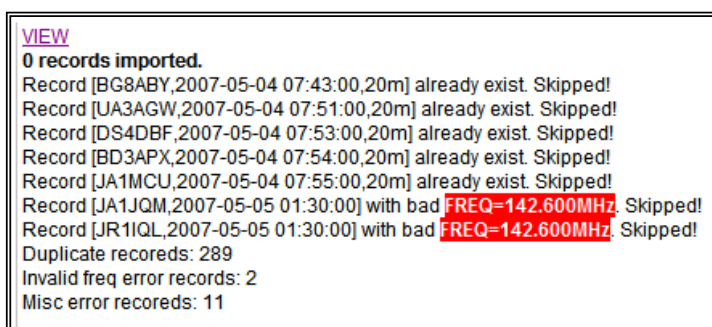 VIEW
0 records imported.
Record [BG8ABY,2007-05-04 07:43:00,20m] already exist. Skipped!
Record [UA3AGW,2007-05-04 07:51:00,20m] already exist. Skipped!
Record [DS4DBF,2007-05-04 07:53:00,20m] already exist. Skipped!
Record [BD3APX,2007-05-04 07:54:00,20m] already exist. Skipped!
Record [JA1MCU,2007-05-04 07:55:00,20m] already exist. Skipped!
Record [JA1JQM,2007-05-05 01:30:00] with bad FREQ=142.600MHz. Skipped!
Record [JR1IQL,2007-05-05 01:30:00] with bad FREQ=142.600MHz. Skipped!
Duplicate recoreds: 289
Invalid freq error records: 2
Misc error recoreds: 11